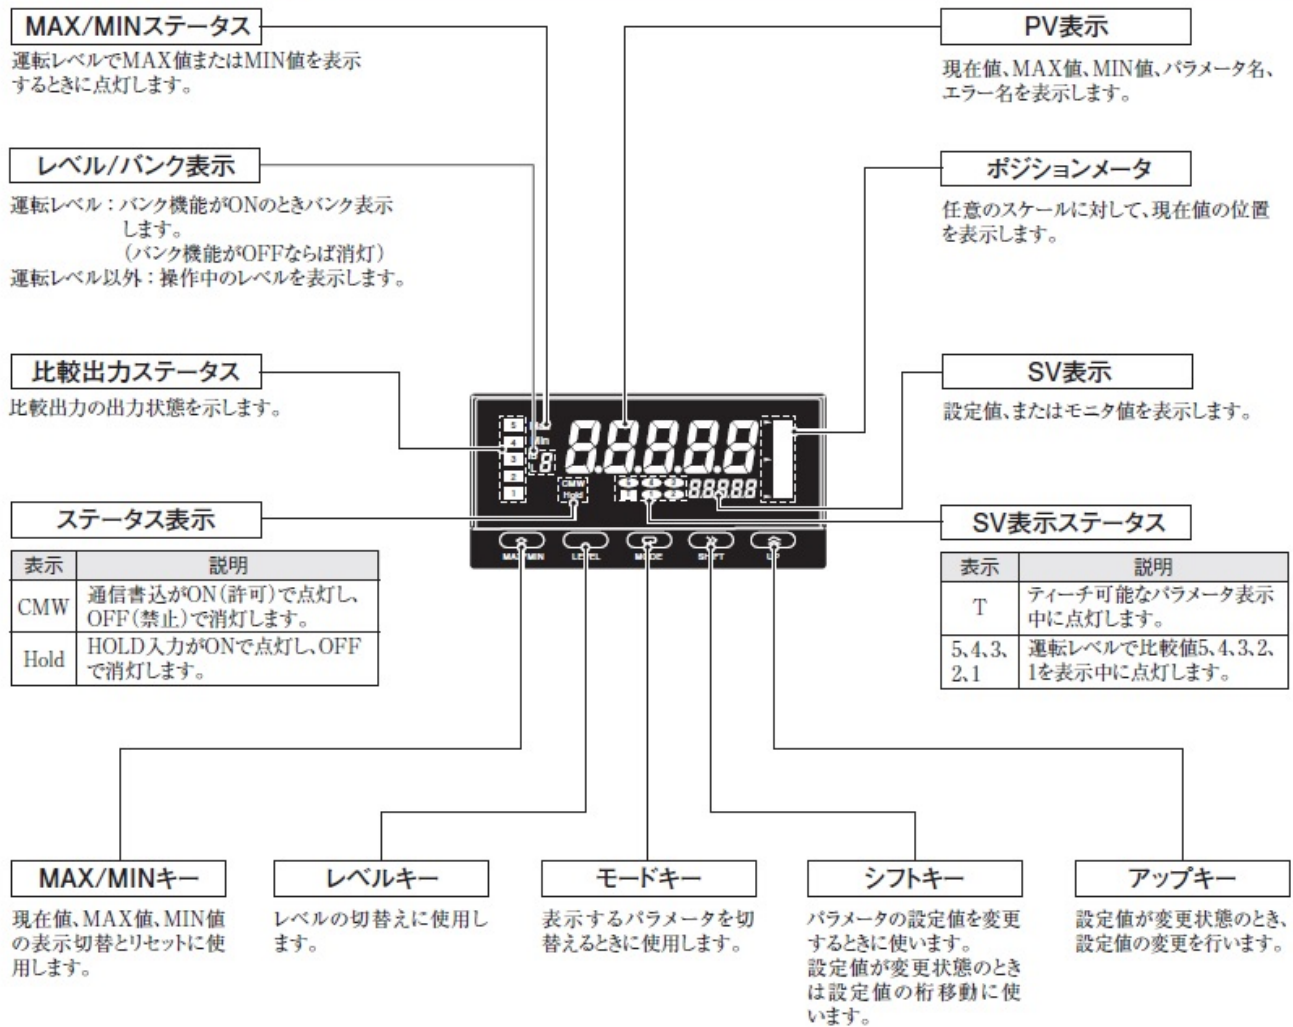 MAX/MINステータス
運転レベルでMAX値またはMIN値を表示
するときに点灯します。
レベル/バンク表示
運転レベル：バンク機能がONのときバンク表示
します。
（バンク機能がOFFならば消灯）
運転レベル以外：操作中のレベルを表示します。
比較出力ステータス
比較出力の出力状態を示します。
ステータス表示
表示 説明
CMW 通信書込がON（許可）で点灯し、
OFF（禁止）で消灯します。
Hold HOLD入力がONで点灯し、OFF
で消灯します。
PV表示
現在値、MAX値、MIN値、パラメータ名、
エラー名を表示します。
ポジションメータ
任意のスケールに対して、現在値の位置
を表示します。
SV表示
設定値、またはモニタ値を表示します。
SV表示ステータス
表示 説明
T ティーチ可能なパラメータ表示
中に点灯します。
5、4、3、
2、1
運転レベルで比較値5、4、3、2、
1を表示中に点灯します。
5
4
3
2
1
8
88888
CMW
Hold
88888
MAX/MIN LEVEL MODE SHIFT UP
MAX/MINキー
現在値、MAX値、MIN値
の表示切替とリセットに使
用します。
レベルキー
レベルの切替えに使用し
ます。
モードキー
表示するパラメータを切
替えるときに使用します。
シフトキー
パラメータの設定値を変更
するときに使います。
設定値が変更状態のとき
は設定値の桁移動に使
います。
アップキー
設定値が変更状態のとき、
設定値の変更を行います。